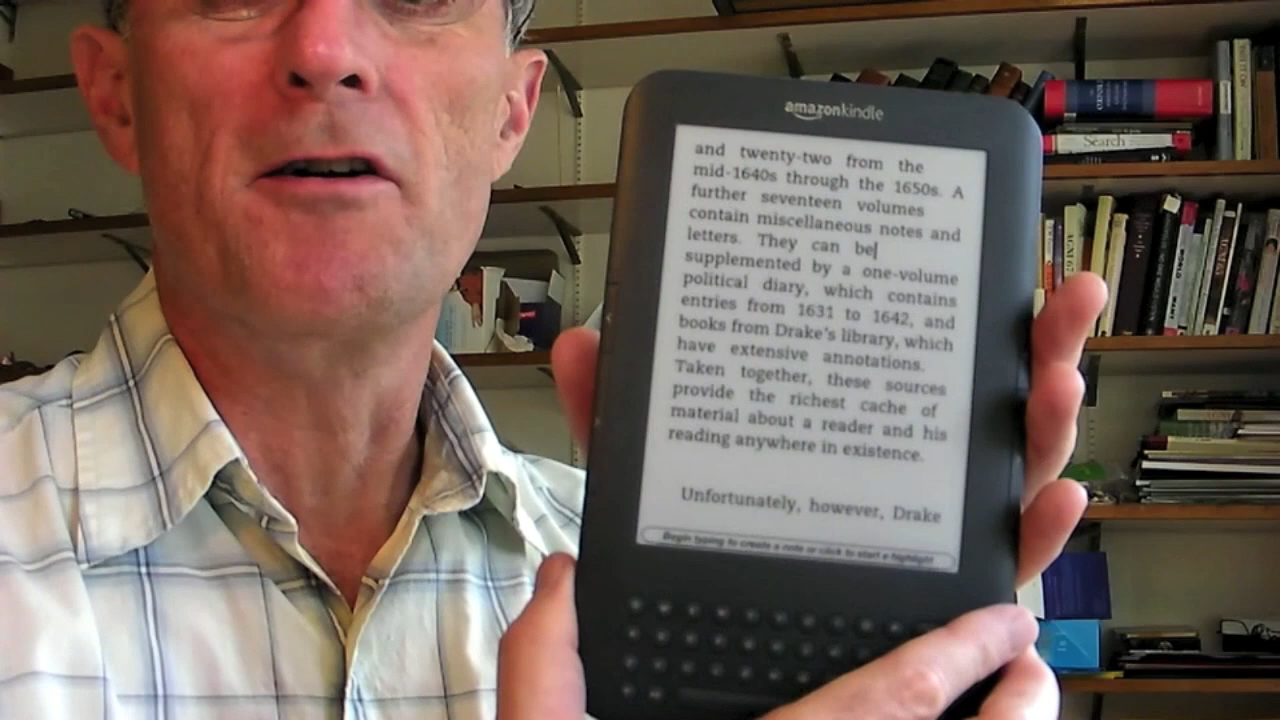 amazonkindle
and twenty-two from the
mid-1640s through the 1650s. A
further seventeen volumes
contain miscellaneous notes and
letters. They can be
supplemented by a one-volume
political diary, which contains
entries from 1631 to 1642, and
books from Drake's library, which
have extensive annotations.
Taken together, these sources
provide the richest cache of
material about a reader and his
reading anywhere in existence.
Unfortunately, however, Drake
Begin typing to create a note or click to start a highlight
Search